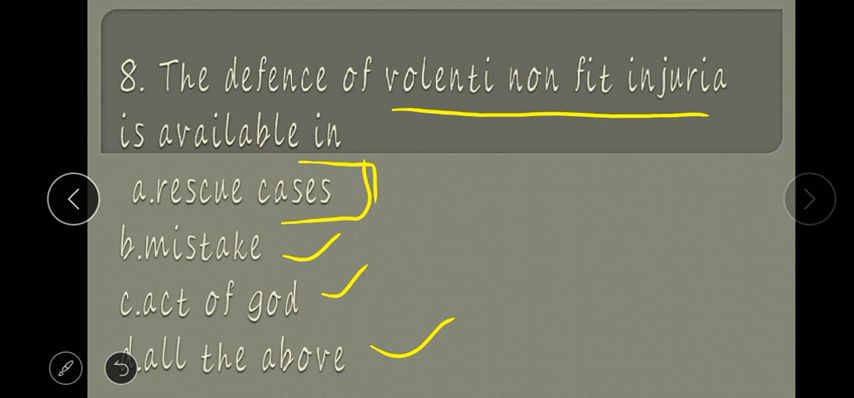 8. The defence of volenti non fit injuria
is available in
a.rescue cases
b.mistake
c.act of god
d.all the above